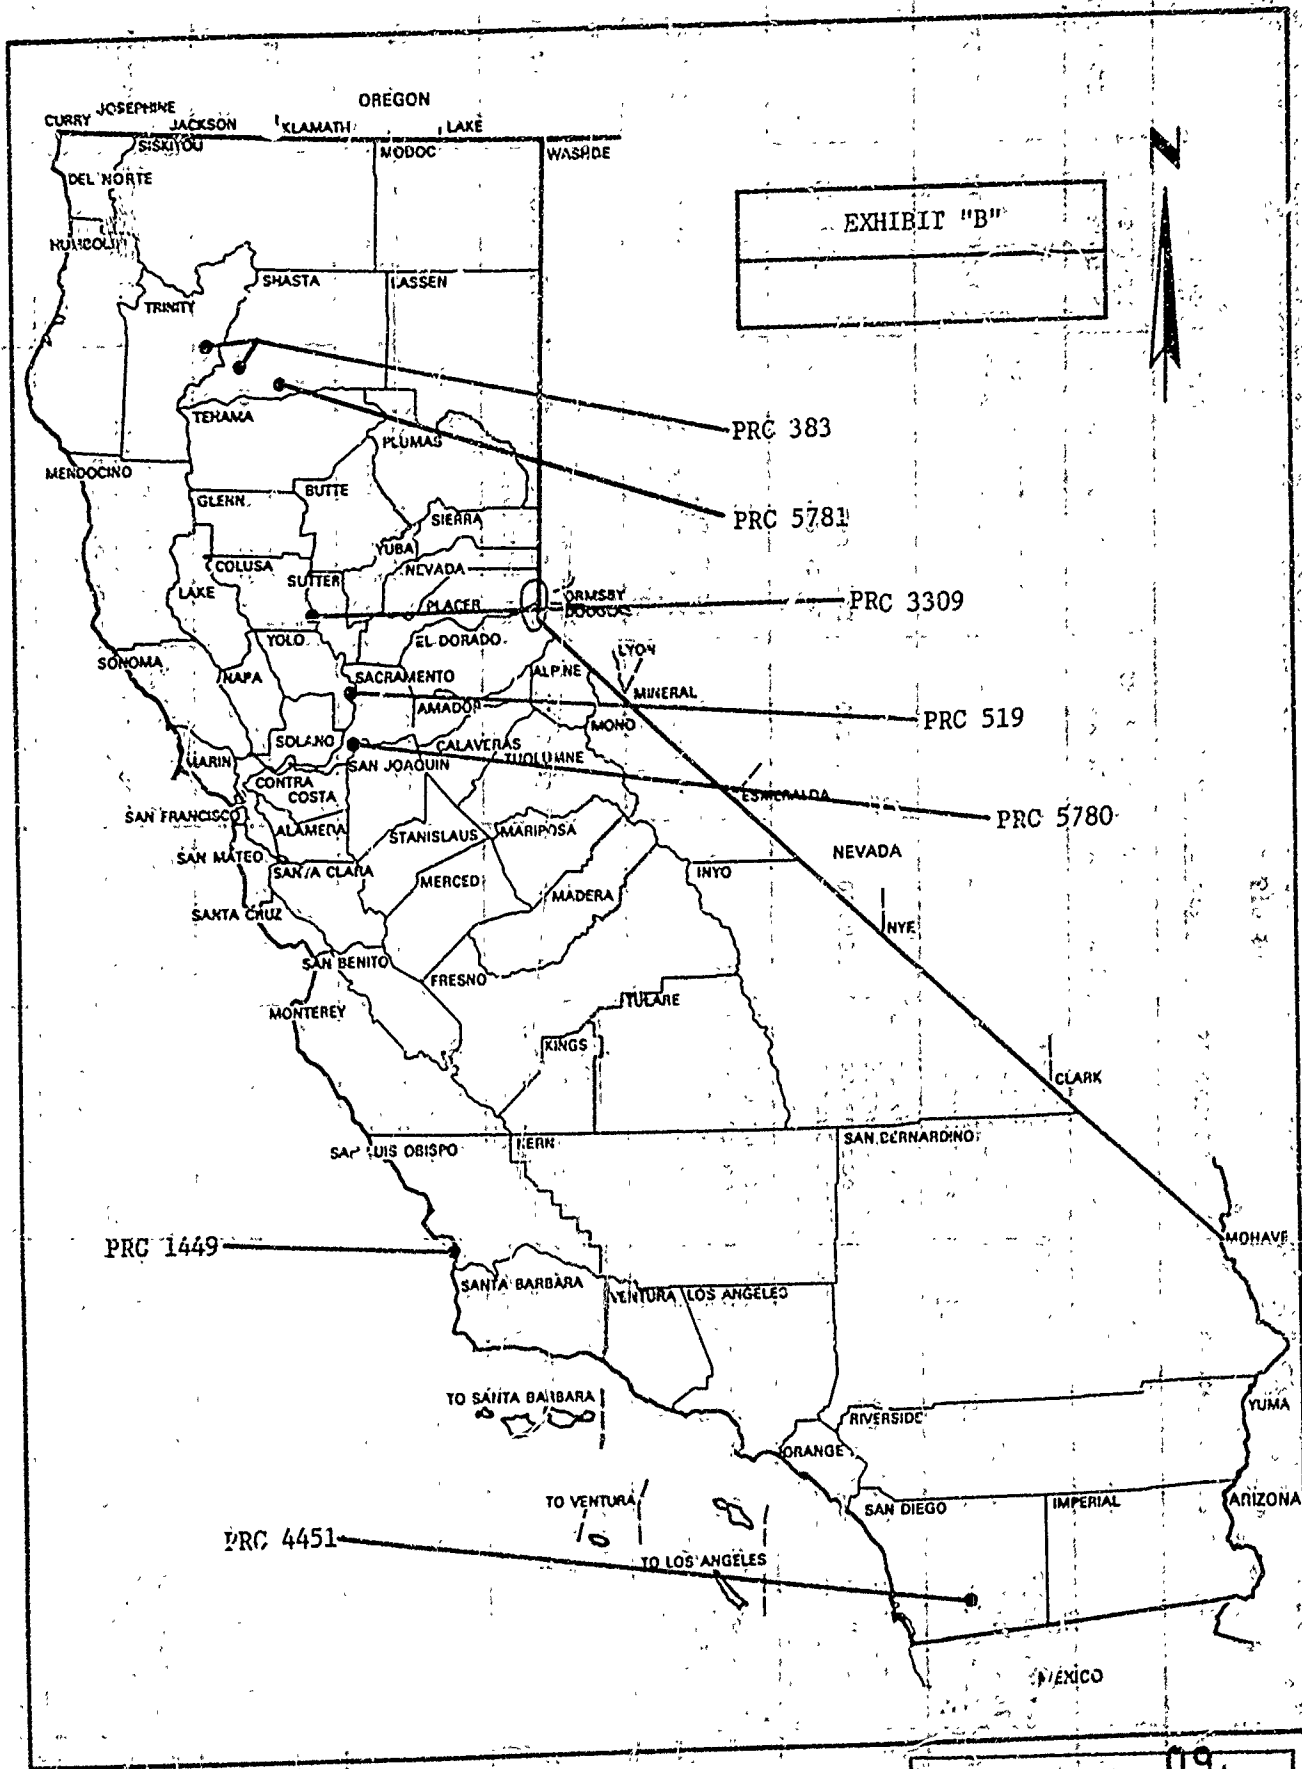 OREGON
CURRY
JOSEPHINE
JACKSON
KLAMATH
LAKE
SISKIYOU
MODOC
WASHOE
DEL NORTE
EXHIBIT "B"
HUMBOLDT
TRINITY
SHASTA
LASSEN
TEHAMA
PRC 383
PLUMAS
MENDOCINO
GLENN
BUTTE
PRC 5781
SIERRA
YUBA
COLUSA
SUTTER
NEVADA
LAKE
PLACER
ORMSBY
DOUGLAS
PRC 3309
YOLO
EL DORADO
SONOMA
NAPA
SACRAMENTO
ALPINE
LYON
MINERAL
AMADOR
MONO
PRC 519
SOLANO
CALAVERAS
TUOLUMNE
MARIN
SAN JOAQUIN
CONTRA
COSTA
ESMERALDA
SAN FRANCISCO
ALAMEDA
STANISLAUS
MARIPOSA
PRC 5780
SAN MATEO
SANTA CLARA
MERCED
MADERA
INYO
NEVADA
SANTA CRUZ
NYE
SAN BENITO
FRESNO
MONTEREY
TULARE
KINGS
CLARK
SAN LUIS OBISPO
KERN
SAN BERNARDINO
PRC 1449
MOHAVE
SANTA BARBARA
VENTURA
LOS ANGELES
TO SANTA BARBARA
RIVERSIDE
YUMA
ORANGE
TO VENTURA
SAN DIEGO
IMPERIAL
ARIZONA
PRC 4451
TO LOS ANGELES
MEXICO
N